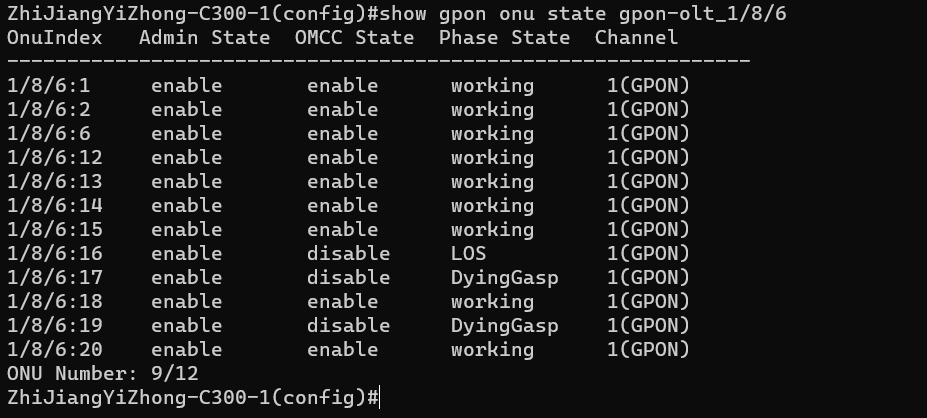 ZhiJiangYiZhong-C300-1(config)#show gpon onu state gpon-olt_1/8/6
OnuIndex   Admin State  OMCC State  Phase State  Channel
--------------------------------------------------------------
1/8/6:1     enable       enable      working      1(GPON)
1/8/6:2     enable       enable      working      1(GPON)
1/8/6:6     enable       enable      working      1(GPON)
1/8/6:12    enable       enable      working      1(GPON)
1/8/6:13    enable       enable      working      1(GPON)
1/8/6:14    enable       enable      working      1(GPON)
1/8/6:15    enable       enable      working      1(GPON)
1/8/6:16    enable       disable     LOS          1(GPON)
1/8/6:17    enable       disable     DyingGasp    1(GPON)
1/8/6:18    enable       enable      working      1(GPON)
1/8/6:19    enable       disable     DyingGasp    1(GPON)
1/8/6:20    enable       enable      working      1(GPON)
ONU Number: 9/12
ZhiJiangYiZhong-C300-1(config)#